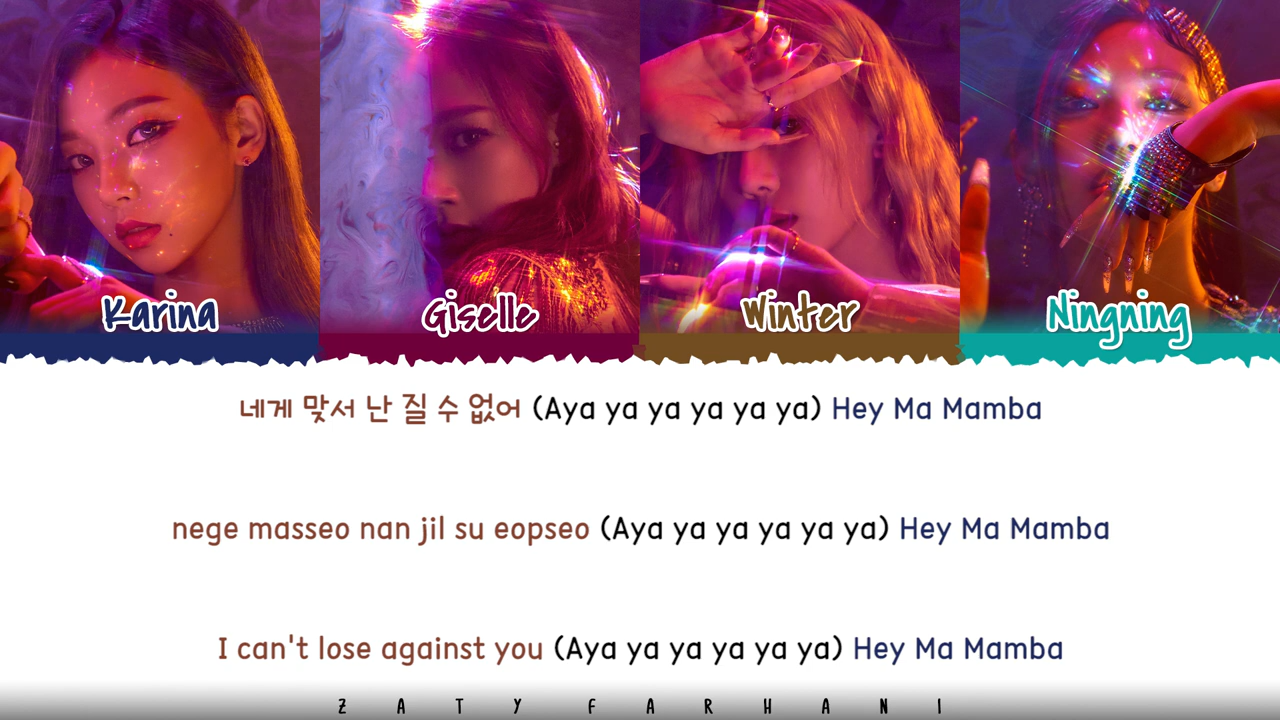 Karina
Giselle
Winter
Ningning
네게 맞서 난 질 수 없어 (Aya ya ya ya ya ya) Hey Ma Mamba
nege masseo nan jil su eopseo (Aya ya ya ya ya ya) Hey Ma Mamba
I can't lose against you (Aya ya ya ya ya ya) Hey Ma Mamba
ZATY FARHANI